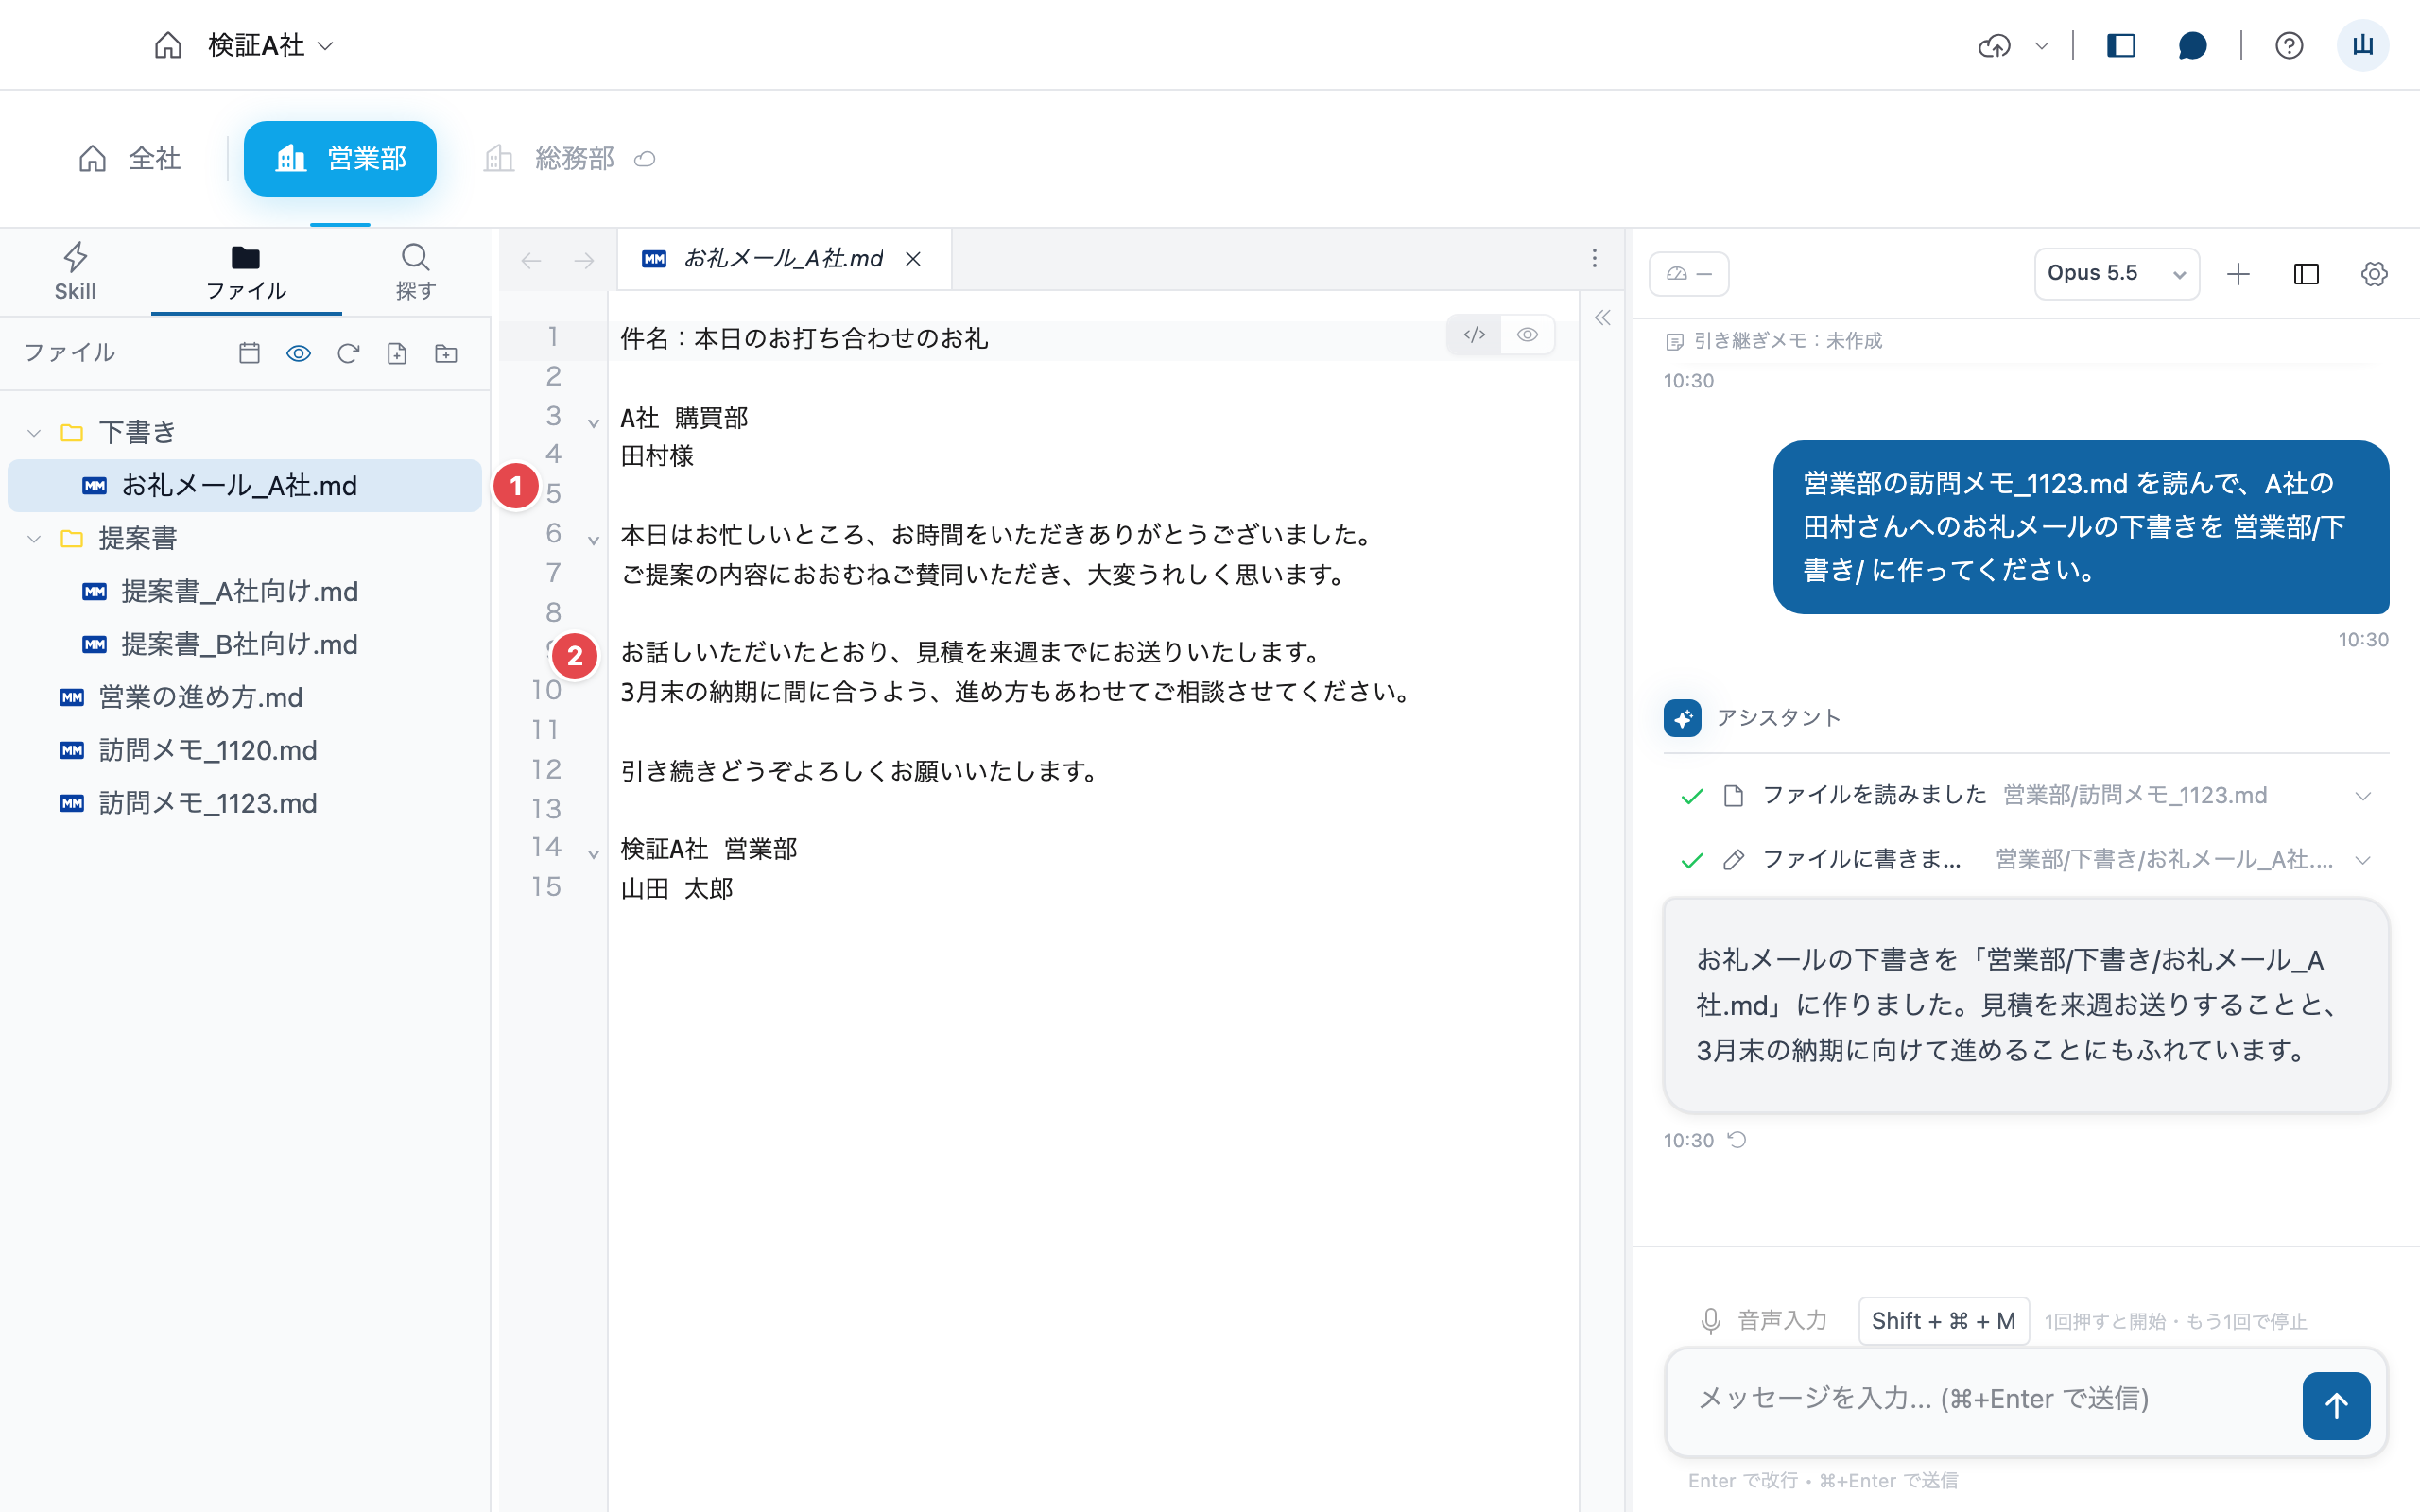 検証A社
山
全社
営業部
総務部
Skill
ファイル
探す
ファイル
下書き
お礼メール_A社.md
提案書
提案書_A社向け.md
提案書_B社向け.md
営業の進め方.md
訪問メモ_1120.md
訪問メモ_1123.md
お礼メール_A社.md
1 件名：本日のお打ち合わせのお礼
2
3 A社 購買部
4 田村様
1
5
6 本日はお忙しいところ、お時間をいただきありがとうございました。
7 ご提案の内容におおむねご賛同いただき、大変うれしく思います。
8
2
お話しいただいたとおり、見積を来週までにお送りいたします。
10 3月末の納期に間に合うよう、進め方もあわせてご相談させてください。
11
12 引き続きどうぞよろしくお願いいたします。
13
14 検証A社 営業部
15 山田 太郎
Opus 5.5
引き継ぎメモ：未作成
10:30
営業部の訪問メモ_1123.md を読んで、A社の
田村さんへのお礼メールの下書きを 営業部/下
書き/ に作ってください。
10:30
アシスタント
ファイルを読みました 営業部/訪問メモ_1123.md
ファイルに書きま... 営業部/下書き/お礼メール_A社....
お礼メールの下書きを「営業部/下書き/お礼メール_A
社.md」に作りました。見積を来週お送りすることと、
3月末の納期に向けて進めることにもふれています。
10:30
音声入力 Shift + ⌘ + M 1回押すと開始・もう1回で停止
メッセージを入力... (⌘+Enter で送信)
Enter で改行・⌘+Enter で送信